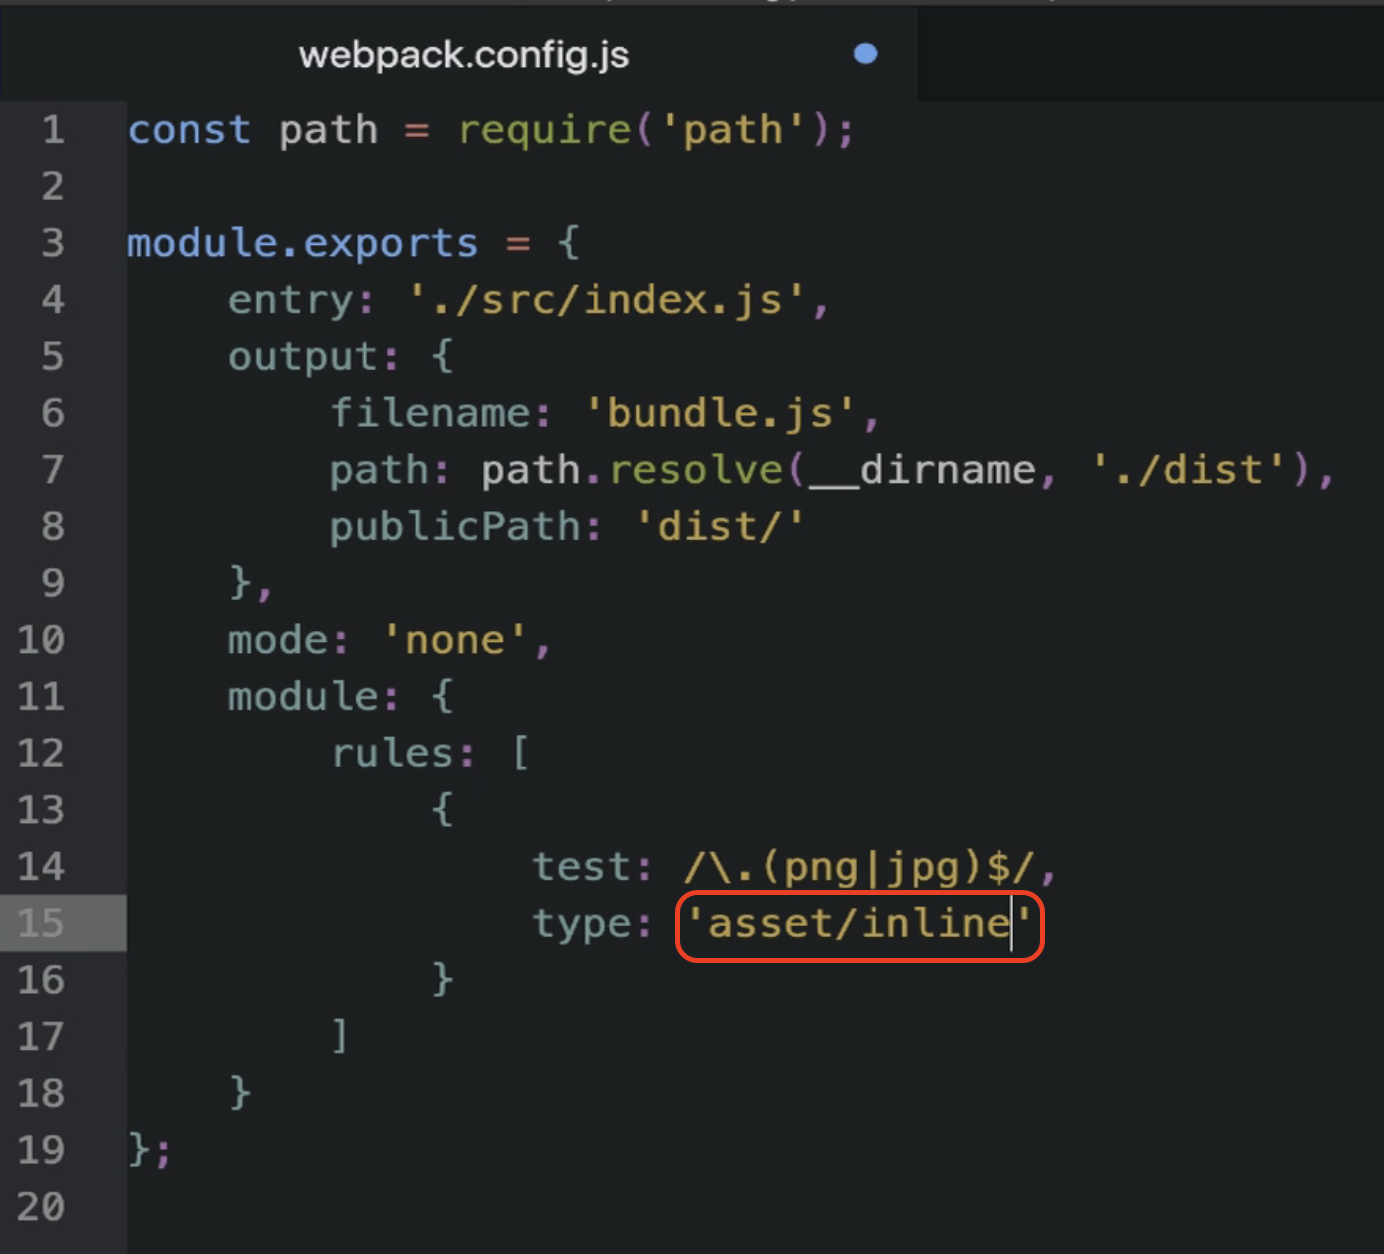 webpack.config.js
1 const path = require('path');
2
3 module.exports = {
4     entry: './src/index.js',
5     output: {
6         filename: 'bundle.js',
7         path: path.resolve(__dirname, './dist'),
8         publicPath: 'dist/'
9     },
10     mode: 'none',
11     module: {
12         rules: [
13             {
14                 test: /\.(png|jpg)$/,
15                 type: 'asset/inline'
16             }
17         ]
18     }
19 };
20